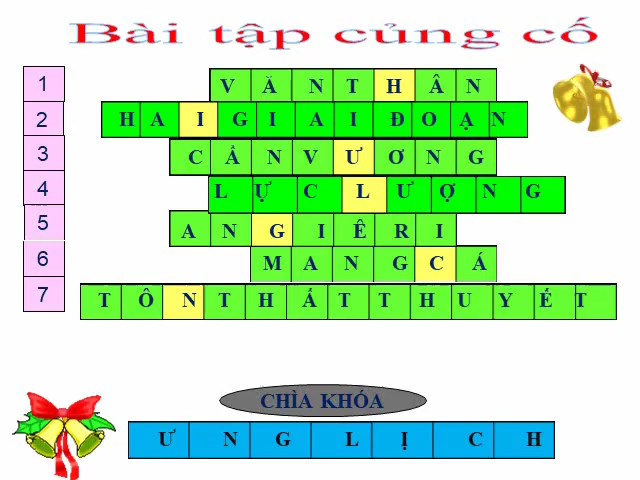 Bài tập củng cố
1 V Ă N T H Â N
2 H A I G I A I Đ O Ạ N
3 C Ầ N V Ư Ơ N G
4 L Ự C L Ư Ợ N G
5 A N G I Ê R I
6 M A N G C Á
7 T Ô N T H Ấ T T H U Y Ế T
CHÌA KHÓA
Ư N G L Ị C H